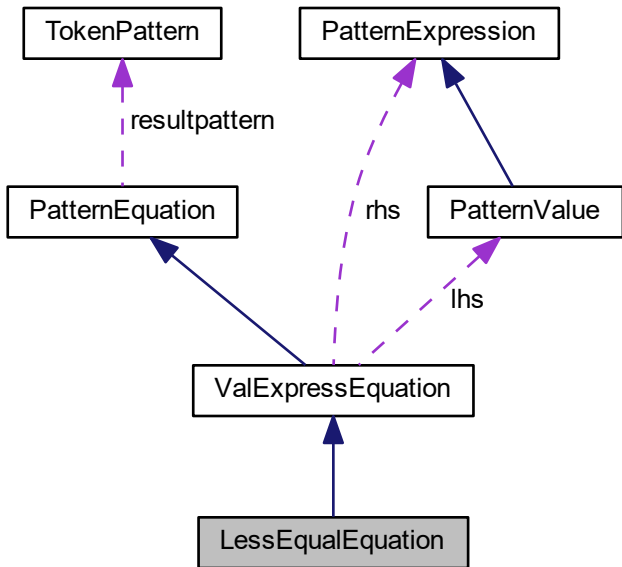 TokenPattern
PatternExpression
resultpattern
PatternEquation
rhs
PatternValue
lhs
ValExpressEquation
LessEqualEquation